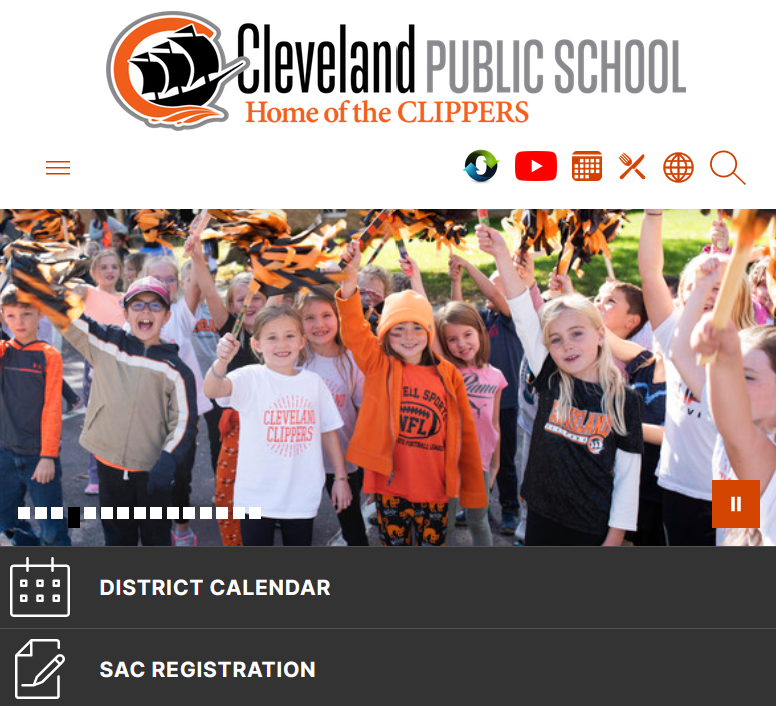 Cleveland PUBLIC SCHOOL
Home of the CLIPPERS
CLEVELAND
CLIPPERS
NFL
CLEVELAND
DISTRICT CALENDAR
SAC REGISTRATION